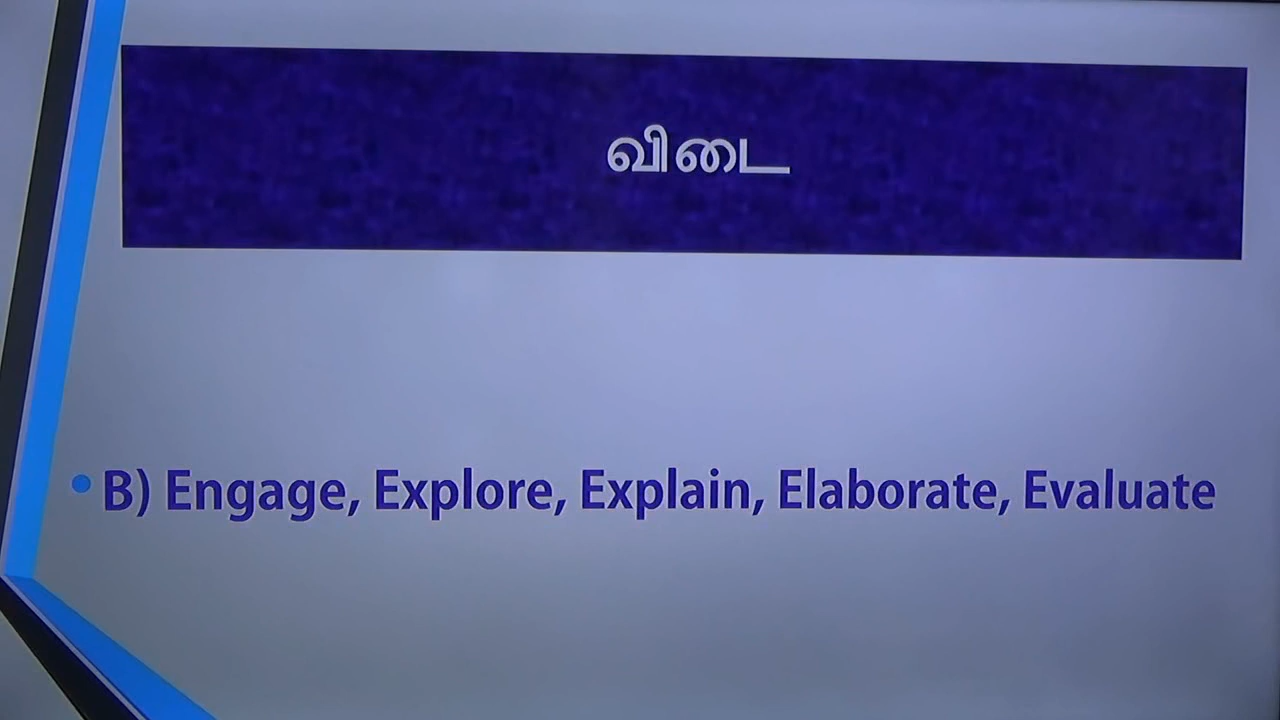 விடை
• B) Engage, Explore, Explain, Elaborate, Evaluate